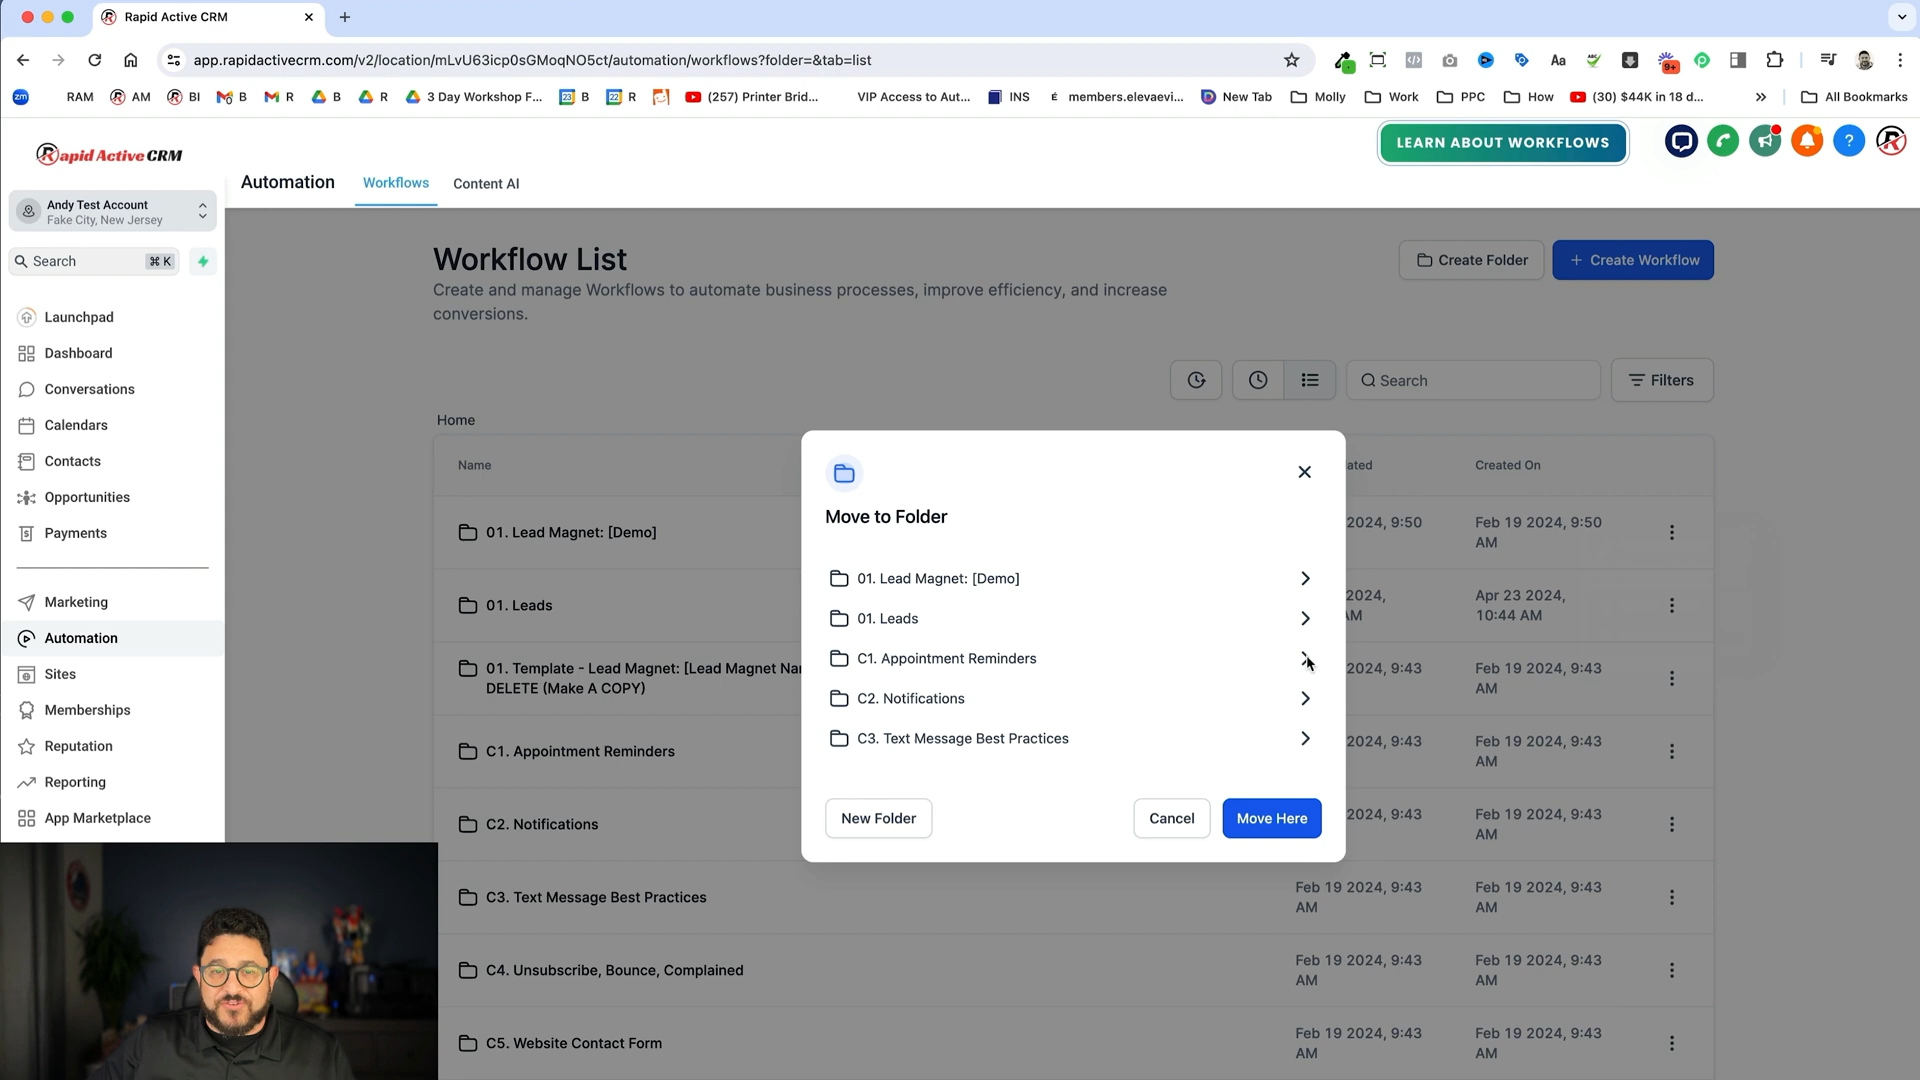 Rapid Active CRM
app.rapidactivecrm.com/v2/location/mLvU63icp0sGMoqNO5ct/automation/workflows?folder=&tab=list
Aa
9+
zm
RAM
AM
BI
B
R
B
R
3 Day Workshop F...
23
B
22
R
(257) Printer Brid...
VIP Access to Aut...
INS
É
members.elevaevi...
New Tab
Molly
Work
PPC
How
(30) $44K in 18 d...
»
All Bookmarks
Rapid Active CRM
LEARN ABOUT WORKFLOWS
?
Automation
Workflows
Content AI
Andy Test Account
Fake City, New Jersey
Search
⌘ K
Launchpad
Dashboard
Conversations
Calendars
Contacts
Opportunities
Payments
Marketing
Automation
Sites
Memberships
Reputation
Reporting
App Marketplace
Workflow List
Create and manage Workflows to automate business processes, improve efficiency, and increase
conversions.
Create Folder
+ Create Workflow
Search
Filters
Home
Name
Created On
01. Lead Magnet: [Demo]
2024, 9:50
Feb 19 2024, 9:50
AM
01. Leads
2024,
AM
Apr 23 2024,
10:44 AM
01. Template - Lead Magnet: [Lead Magnet
DELETE (Make A COPY)
2024, 9:43
Feb 19 2024, 9:43
AM
C1. Appointment Reminders
2024, 9:43
Feb 19 2024, 9:43
AM
C2. Notifications
2024, 9:43
Feb 19 2024, 9:43
AM
C3. Text Message Best Practices
Feb 19 2024, 9:43
AM
Feb 19 2024, 9:43
AM
C4. Unsubscribe, Bounce, Complained
Feb 19 2024, 9:43
AM
Feb 19 2024, 9:43
AM
C5. Website Contact Form
Feb 19 2024, 9:43
AM
Feb 19 2024, 9:43
AM
Move to Folder
01. Lead Magnet: [Demo]
01. Leads
C1. Appointment Reminders
C2. Notifications
C3. Text Message Best Practices
New Folder
Cancel
Move Here